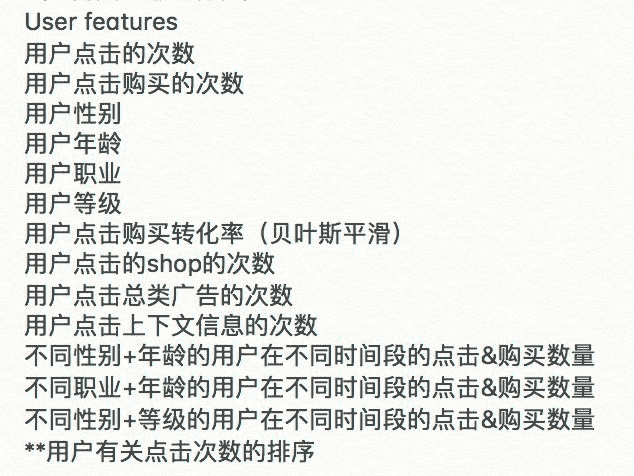 User features
用户点击的次数
用户点击购买的次数
用户性别
用户年龄
用户职业
用户等级
用户点击购买转化率（贝叶斯平滑）
用户点击的shop的次数
用户点击总类广告的次数
用户点击上下文信息的次数
不同性别+年龄的用户在不同时间段的点击&购买数量
不同职业+年龄的用户在不同时间段的点击&购买数量
不同性别+等级的用户在不同时间段的点击&购买数量
**用户有关点击次数的排序